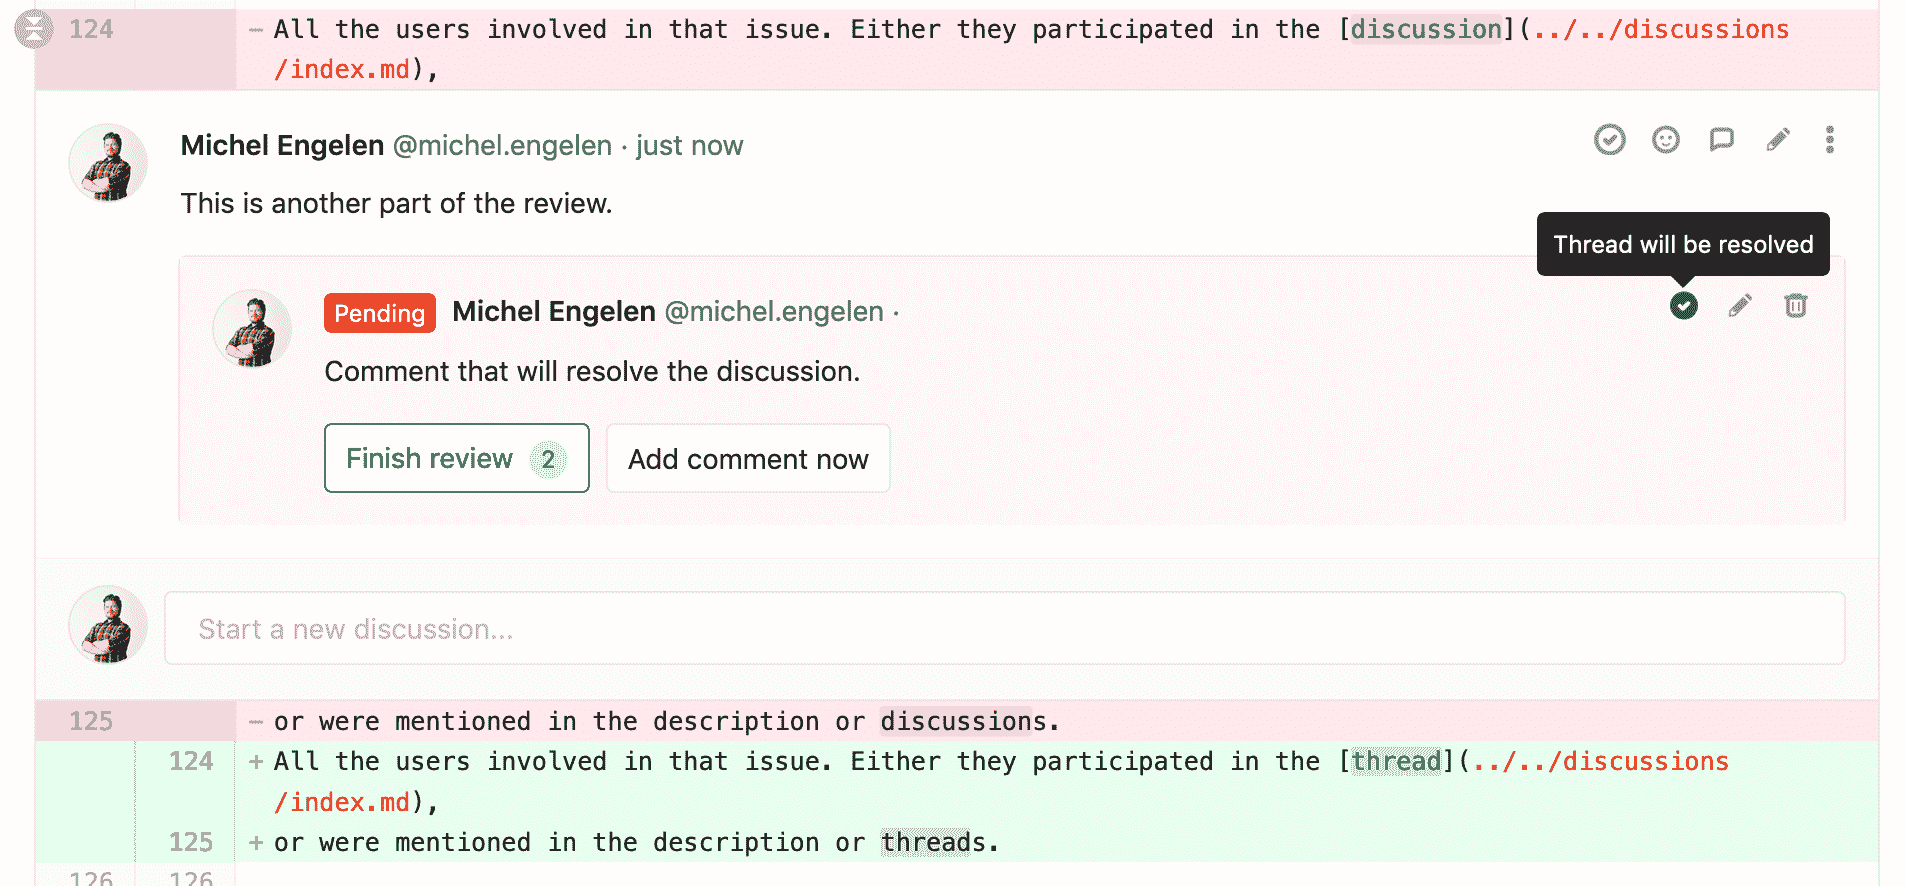 124 – All the users involved in that issue. Either they participated in the [discussion](../../discussions
/index.md),
Michel Engelen @michel.engelen · just now
This is another part of the review.
Thread will be resolved
Pending Michel Engelen @michel.engelen ·
Comment that will resolve the discussion.
Finish review 2 Add comment now
Start a new discussion...
125 – or were mentioned in the description or discussions.
124 + All the users involved in that issue. Either they participated in the [thread](../../discussions
/index.md),
125 + or were mentioned in the description or threads.
126 126